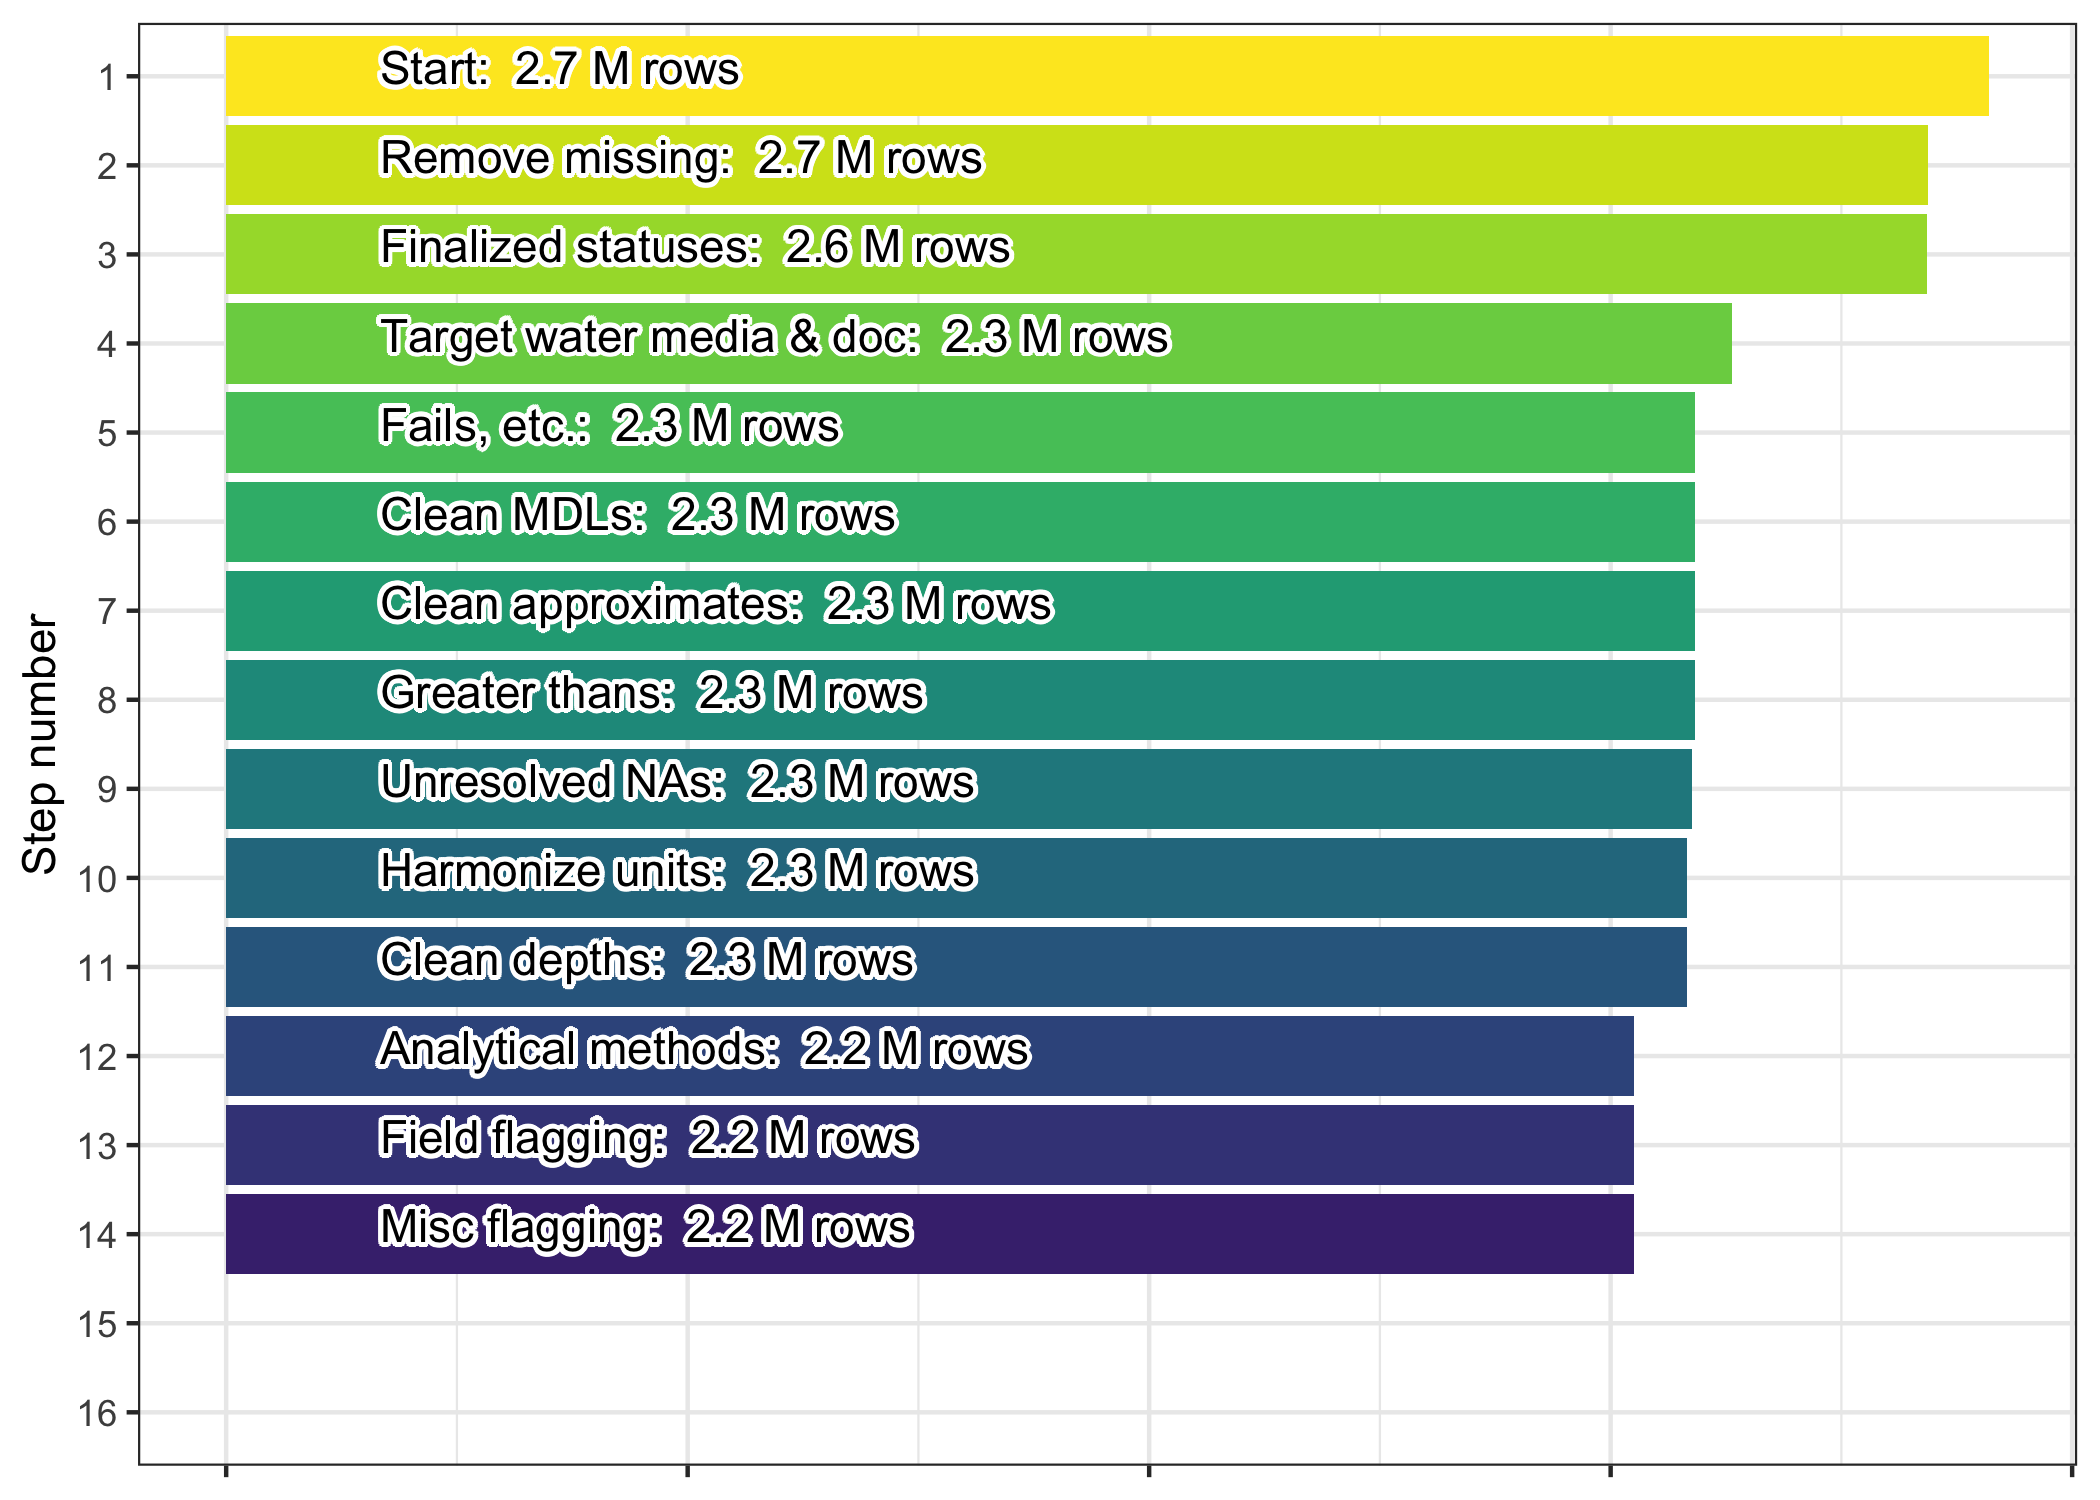 1
Start: 2.7 M rows
2
Remove missing: 2.7 M rows
3
Finalized statuses: 2.6 M rows
4
Target water media & doc: 2.3 M rows
5
Fails, etc.: 2.3 M rows
6
Clean MDLs: 2.3 M rows
7
Clean approximates: 2.3 M rows
8
Greater thans: 2.3 M rows
9
Unresolved NAs: 2.3 M rows
10
Harmonize units: 2.3 M rows
11
Clean depths: 2.3 M rows
12
Analytical methods: 2.2 M rows
13
Field flagging: 2.2 M rows
14
Misc flagging: 2.2 M rows
15
16
Step number